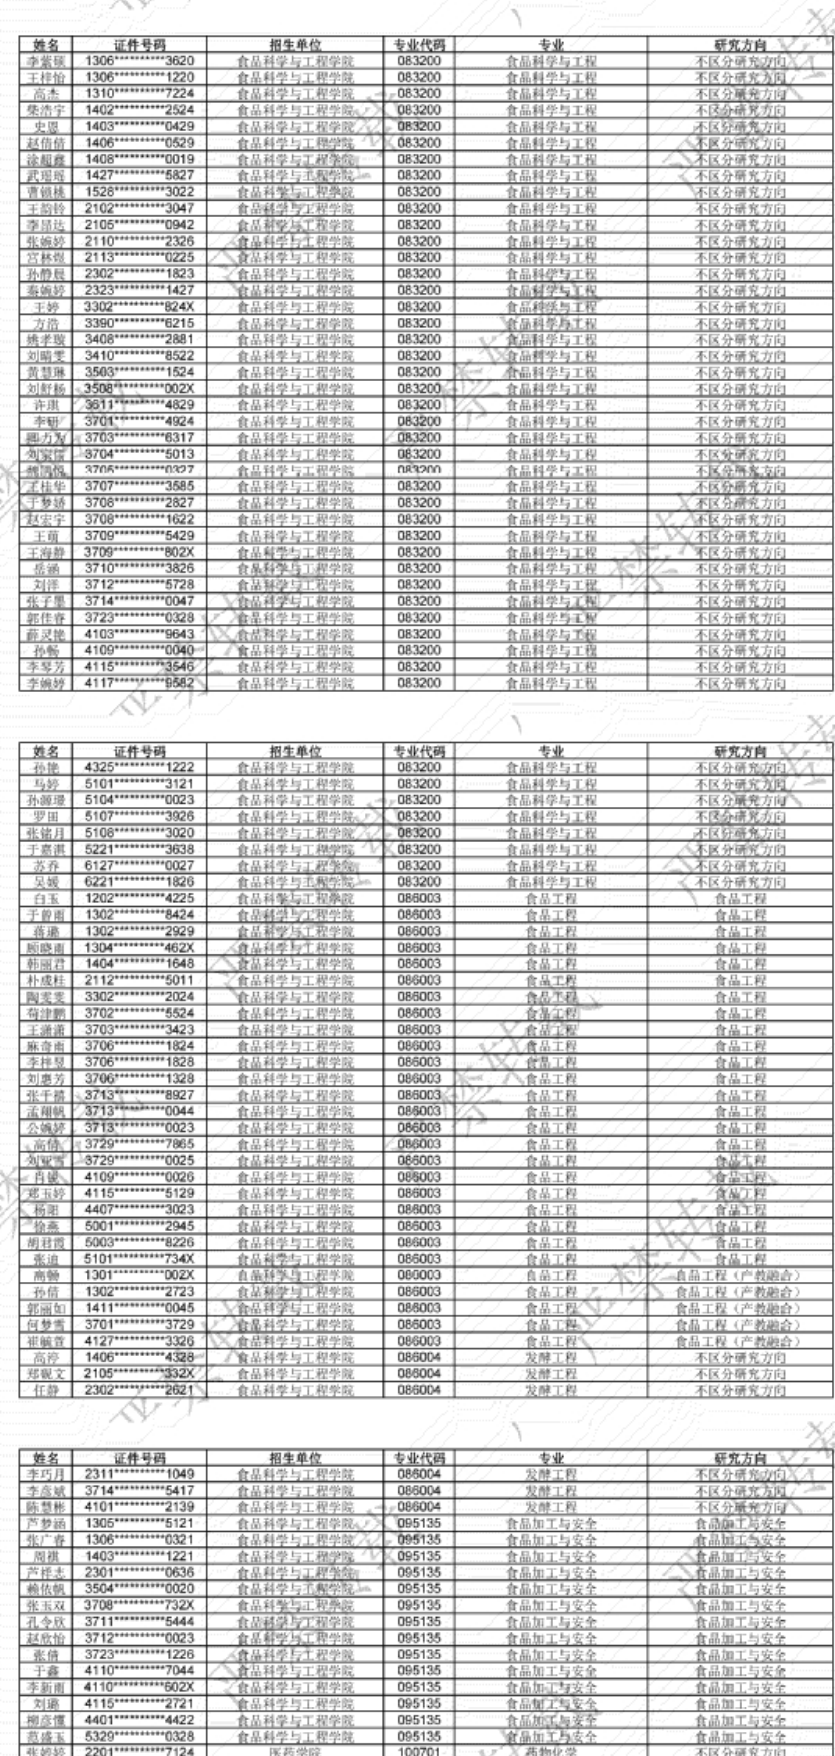 姓名 证件号码 招生单位 专业代码 专业 研究方向
李紫硕 1306**********3620 食品科学与工程学院 083200 食品科学与工程 不区分研究方向
王梓怡 1306**********1220 食品科学与工程学院 083200 食品科学与工程 不区分研究方向
高杰 1310**********7224 食品科学与工程学院 083200 食品科学与工程 不区分研究方向
柴浩宇 1402**********2524 食品科学与工程学院 083200 食品科学与工程 不区分研究方向
史恩 1403**********0429 食品科学与工程学院 083200 食品科学与工程 不区分研究方向
赵倩倩 1406**********0529 食品科学与工程学院 083200 食品科学与工程 不区分研究方向
涂超鑫 1408**********0019 食品科学与工程学院 083200 食品科学与工程 不区分研究方向
武瑶瑶 1427**********5827 食品科学与工程学院 083200 食品科学与工程 不区分研究方向
曹锁桃 1528**********3022 食品科学与工程学院 083200 食品科学与工程 不区分研究方向
王韵铃 2102**********3047 食品科学与工程学院 083200 食品科学与工程 不区分研究方向
李昂达 2105**********0942 食品科学与工程学院 083200 食品科学与工程 不区分研究方向
张婉婷 2110**********2326 食品科学与工程学院 083200 食品科学与工程 不区分研究方向
宫林煜 2113**********0225 食品科学与工程学院 083200 食品科学与工程 不区分研究方向
孙静晨 2302**********1823 食品科学与工程学院 083200 食品科学与工程 不区分研究方向
秦婉婷 2323**********1427 食品科学与工程学院 083200 食品科学与工程 不区分研究方向
王婷 3302**********824X 食品科学与工程学院 083200 食品科学与工程 不区分研究方向
方浩 3390**********6215 食品科学与工程学院 083200 食品科学与工程 不区分研究方向
姚孝璇 3408**********2881 食品科学与工程学院 083200 食品科学与工程 不区分研究方向
刘晴雯 3410**********8522 食品科学与工程学院 083200 食品科学与工程 不区分研究方向
黄慧琳 3503**********1524 食品科学与工程学院 083200 食品科学与工程 不区分研究方向
刘舒杨 3508**********002X 食品科学与工程学院 083200 食品科学与工程 不区分研究方向
许琪 3611**********4829 食品科学与工程学院 083200 食品科学与工程 不区分研究方向
李妍 3701**********4924 食品科学与工程学院 083200 食品科学与工程 不区分研究方向
3703**********6317 食品科学与工程学院 083200 食品科学与工程 不区分研究方向
3704**********5013 食品科学与工程学院 083200 食品科学与工程 不区分研究方向
3705**********0327 食品科学与工程学院 083200 食品科学与工程 不区分研究方向
王桂华 3707**********3585 食品科学与工程学院 083200 食品科学与工程 不区分研究方向
于梦娇 3708**********2827 食品科学与工程学院 083200 食品科学与工程 不区分研究方向
赵宏宇 3708**********1622 食品科学与工程学院 083200 食品科学与工程 不区分研究方向
王萌 3709**********5429 食品科学与工程学院 083200 食品科学与工程 不区分研究方向
王海静 3709**********802X 食品科学与工程学院 083200 食品科学与工程 不区分研究方向
岳涵 3710**********3826 食品科学与工程学院 083200 食品科学与工程 不区分研究方向
刘洋 3712**********5728 食品科学与工程学院 083200 食品科学与工程 不区分研究方向
张子墨 3714**********0047 食品科学与工程学院 083200 食品科学与工程 不区分研究方向
郭佳睿 3723**********0328 食品科学与工程学院 083200 食品科学与工程 不区分研究方向
薛灵艳 4103**********9643 食品科学与工程学院 083200 食品科学与工程 不区分研究方向
孙畅 4109**********0040 食品科学与工程学院 083200 食品科学与工程 不区分研究方向
李琴芳 4115**********3546 食品科学与工程学院 083200 食品科学与工程 不区分研究方向
李婉婷 4117**********9582 食品科学与工程学院 083200 食品科学与工程 不区分研究方向
姓名 证件号码 招生单位 专业代码 专业 研究方向
孙艳 4325**********1222 食品科学与工程学院 083200 食品科学与工程 不区分研究方向
马婷 5101**********3121 食品科学与工程学院 083200 食品科学与工程 不区分研究方向
孙源璟 5104**********0023 食品科学与工程学院 083200 食品科学与工程 不区分研究方向
罗田 5107**********3926 食品科学与工程学院 083200 食品科学与工程 不区分研究方向
张铭月 5108**********3020 食品科学与工程学院 083200 食品科学与工程 不区分研究方向
于嘉淇 5221**********3638 食品科学与工程学院 083200 食品科学与工程 不区分研究方向
苏乔 6127**********0027 食品科学与工程学院 083200 食品科学与工程 不区分研究方向
吴媛 6221**********1826 食品科学与工程学院 083200 食品科学与工程 不区分研究方向
白玉 1202**********4225 食品科学与工程学院 086003 食品工程 食品工程
于曾雨 1302**********8424 食品科学与工程学院 086003 食品工程 食品工程
蒋璐 1302**********2929 食品科学与工程学院 086003 食品工程 食品工程
顾晓雨 1304**********462X 食品科学与工程学院 086003 食品工程 食品工程
韩丽君 1404**********1648 食品科学与工程学院 086003 食品工程 食品工程
朴成柱 2112**********5011 食品科学与工程学院 086003 食品工程 食品工程
陶雯雯 3302**********2024 食品科学与工程学院 086003 食品工程 食品工程
荀津鹏 3702**********5524 食品科学与工程学院 086003 食品工程 食品工程
王潇潇 3703**********3423 食品科学与工程学院 086003 食品工程 食品工程
麻奇雨 3706**********1824 食品科学与工程学院 086003 食品工程 食品工程
李梓昱 3706**********1828 食品科学与工程学院 086003 食品工程 食品工程
刘惠芳 3706**********1328 食品科学与工程学院 086003 食品工程 食品工程
张千禧 3713**********8927 食品科学与工程学院 086003 食品工程 食品工程
孟翔帆 3713**********0044 食品科学与工程学院 086003 食品工程 食品工程
公婉婷 3713**********0023 食品科学与工程学院 086003 食品工程 食品工程
高倩 3729**********7865 食品科学与工程学院 086003 食品工程 食品工程
刘亚雪 3729**********0025 食品科学与工程学院 086003 食品工程 食品工程
肖媛 4109**********0026 食品科学与工程学院 086003 食品工程 食品工程
郑玉婷 4115**********5129 食品科学与工程学院 086003 食品工程 食品工程
杨阳 4407**********3023 食品科学与工程学院 086003 食品工程 食品工程
徐燕 5001**********2945 食品科学与工程学院 086003 食品工程 食品工程
胡君霞 5003**********8226 食品科学与工程学院 086003 食品工程 食品工程
张迪 5101**********734X 食品科学与工程学院 086003 食品工程 食品工程
商畅 1301**********002X 食品科学与工程学院 086003 食品工程 食品工程（产教融合）
孙倩 1302**********2723 食品科学与工程学院 086003 食品工程 食品工程（产教融合）
郭丽如 1411**********0045 食品科学与工程学院 086003 食品工程 食品工程（产教融合）
何梦雪 3701**********3729 食品科学与工程学院 086003 食品工程 食品工程（产教融合）
崔毓萱 4127**********3326 食品科学与工程学院 086003 食品工程 食品工程（产教融合）
高淳 1406**********4328 食品科学与工程学院 086004 发酵工程 不区分研究方向
郑靓文 2105**********332X 食品科学与工程学院 086004 发酵工程 不区分研究方向
任静 2302**********2621 食品科学与工程学院 086004 发酵工程 不区分研究方向
姓名 证件号码 招生单位 专业代码 专业 研究方向
李巧月 2311**********1049 食品科学与工程学院 086004 发酵工程 不区分研究方向
李彦斌 3714**********5417 食品科学与工程学院 086004 发酵工程 不区分研究方向
陈慧彬 4101**********2139 食品科学与工程学院 086004 发酵工程 不区分研究方向
芦梦涵 1305**********5121 食品科学与工程学院 095135 食品加工与安全 食品加工与安全
张广睿 1306**********0321 食品科学与工程学院 095135 食品加工与安全 食品加工与安全
周祺 1403**********1221 食品科学与工程学院 095135 食品加工与安全 食品加工与安全
芦梓志 2301**********0636 食品科学与工程学院 095135 食品加工与安全 食品加工与安全
赖依帆 3504**********0020 食品科学与工程学院 095135 食品加工与安全 食品加工与安全
张玉双 3708**********732X 食品科学与工程学院 095135 食品加工与安全 食品加工与安全
孔令欣 3711**********5444 食品科学与工程学院 095135 食品加工与安全 食品加工与安全
赵欣怡 3712**********0023 食品科学与工程学院 095135 食品加工与安全 食品加工与安全
张倩 3723**********1226 食品科学与工程学院 095135 食品加工与安全 食品加工与安全
于鑫 4110**********7044 食品科学与工程学院 095135 食品加工与安全 食品加工与安全
李新雨 4110**********602X 食品科学与工程学院 095135 食品加工与安全 食品加工与安全
刘璐 4115**********2721 食品科学与工程学院 095135 食品加工与安全 食品加工与安全
柳彦懂 4401**********4422 食品科学与工程学院 095135 食品加工与安全 食品加工与安全
范盛玉 5329**********0328 食品科学与工程学院 095135 食品加工与安全 食品加工与安全
张婷婷 2201**********7124 医药学院 100701 药物化学 不区分研究方向